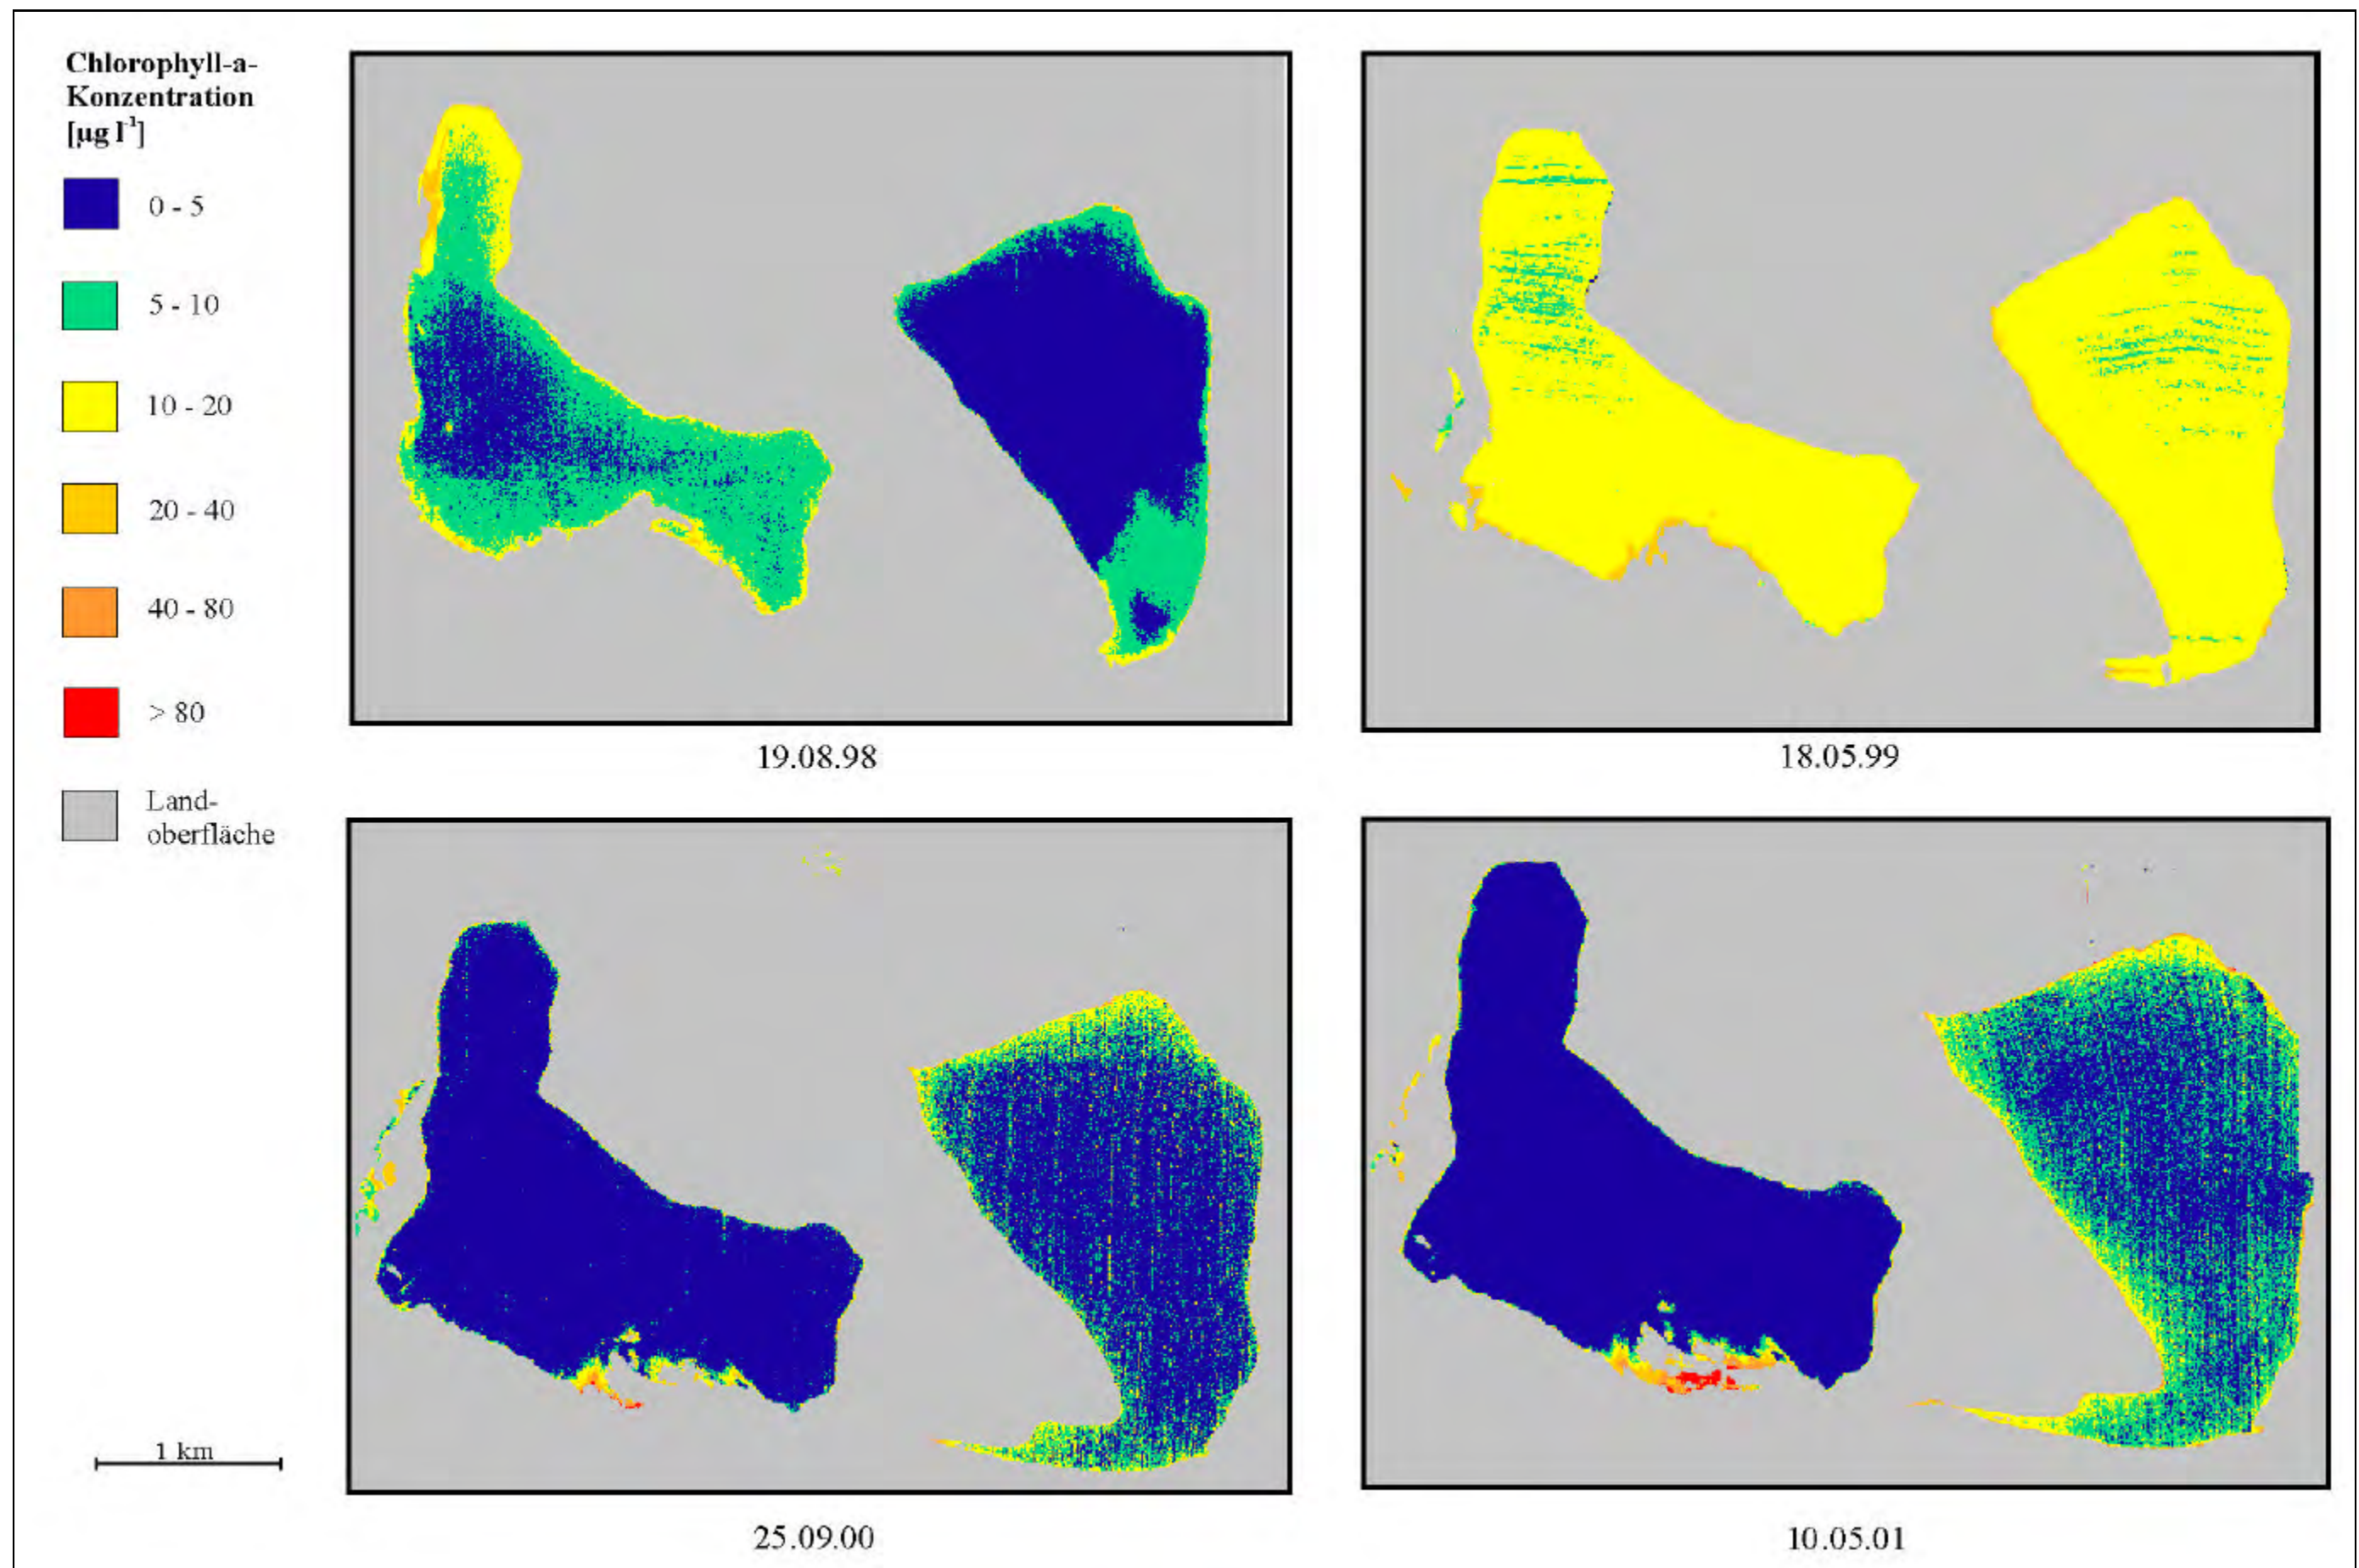 Chlorophyll-a-
Konzentration
[µg l⁻¹]
0 - 5
5 - 10
10 - 20
20 - 40
40 - 80
> 80
Land-
oberfläche
1 km
19.08.98
18.05.99
25.09.00
10.05.01